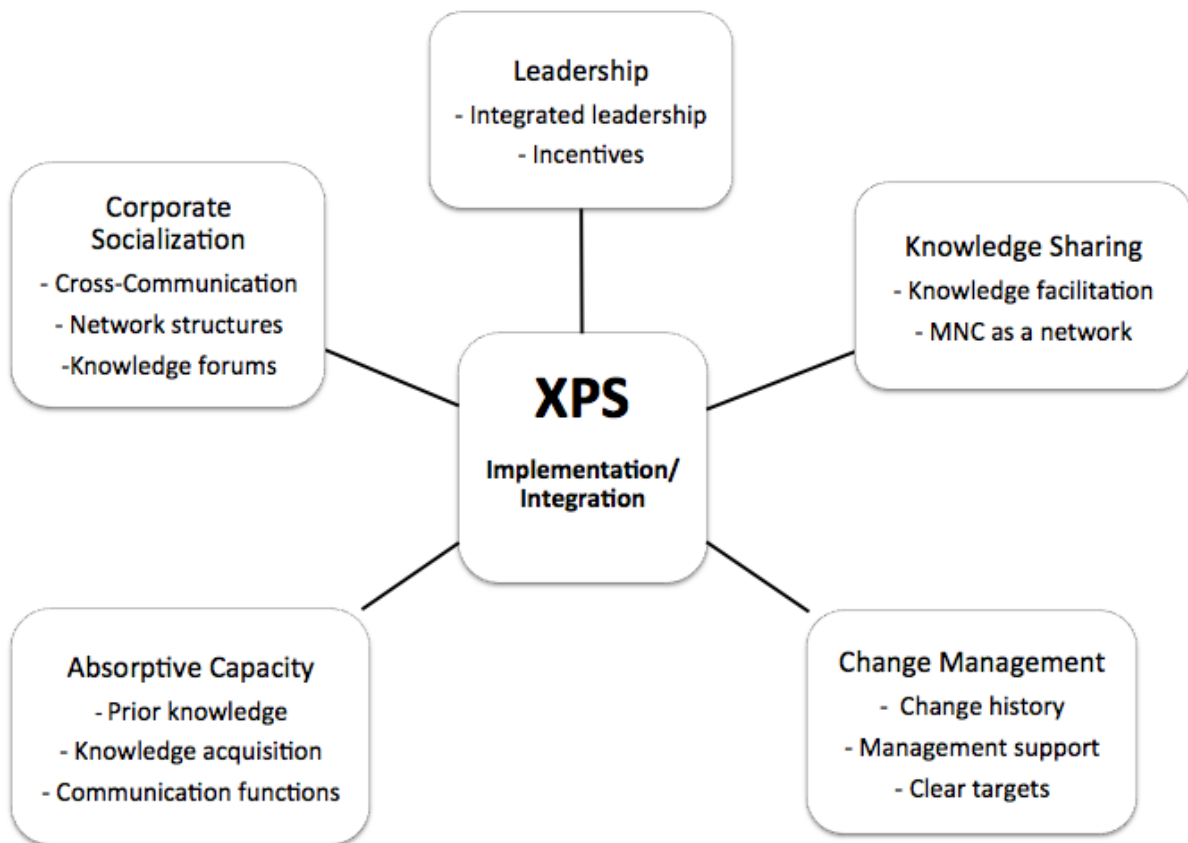 Leadership
- Integrated leadership
- Incentives
Corporate
Socialization
- Cross-Communication
- Network structures
-Knowledge forums
Knowledge Sharing
- Knowledge facilitation
- MNC as a network
XPS
Implementation/
Integration
Absorptive Capacity
- Prior knowledge
- Knowledge acquisition
- Communication functions
Change Management
- Change history
- Management support
- Clear targets